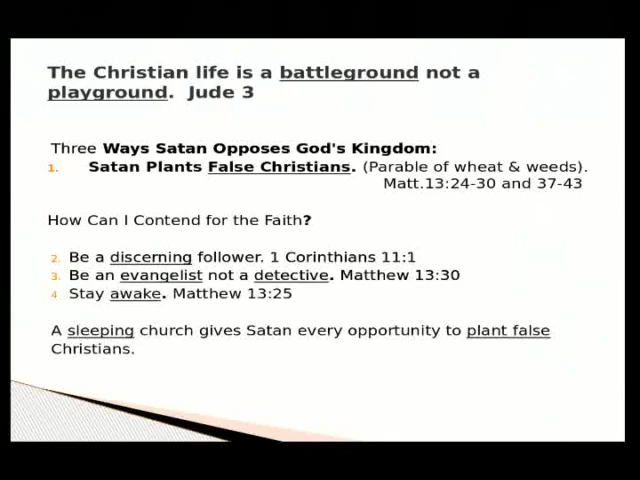 The Christian life is a battleground not a
playground. Jude 3
Three Ways Satan Opposes God's Kingdom:
1. Satan Plants False Christians. (Parable of wheat & weeds).
Matt.13:24-30 and 37-43
How Can I Contend for the Faith?
2. Be a discerning follower. 1 Corinthians 11:1
3. Be an evangelist not a detective. Matthew 13:30
4 Stay awake. Matthew 13:25
A sleeping church gives Satan every opportunity to plant false
Christians.